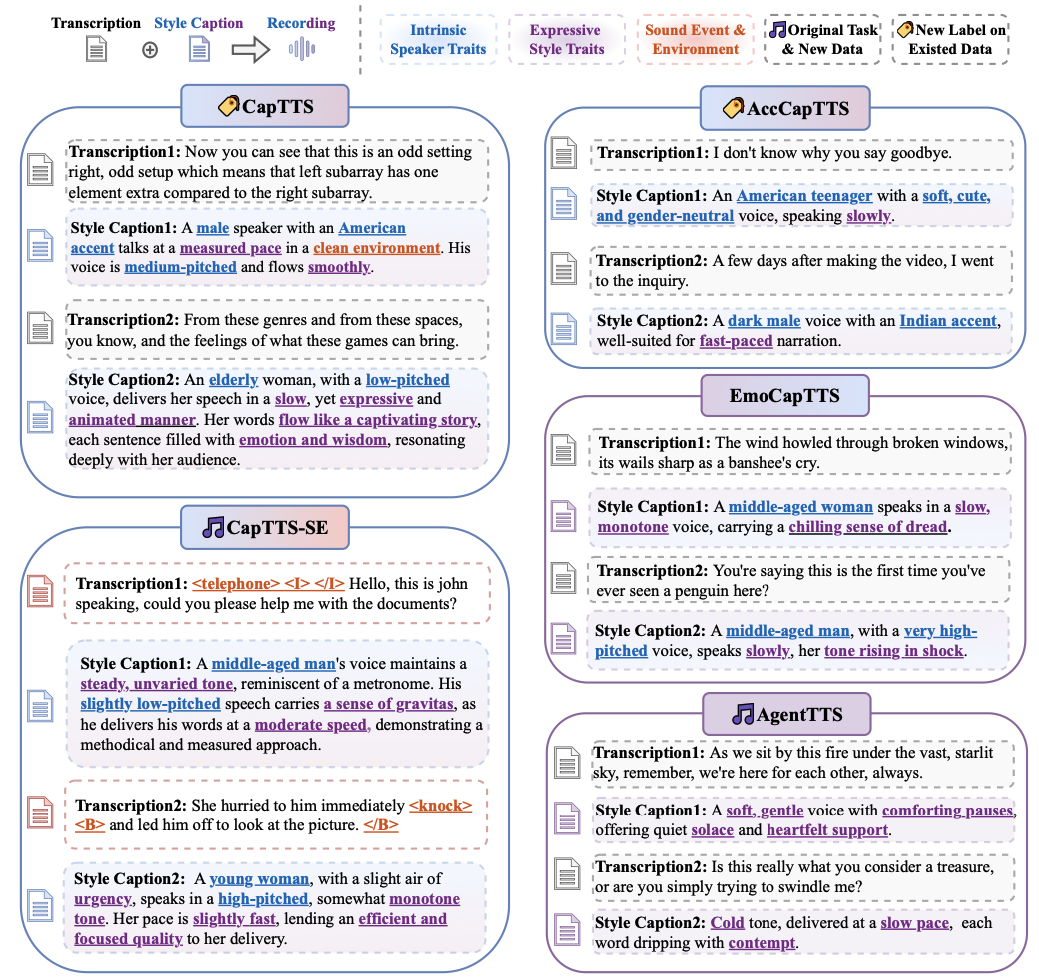 Transcription
Style Caption
Recording
Intrinsic
Speaker Traits
Expressive
Style Traits
Sound Event &
Environment
Original Task
& New Data
New Label on
Existed Data
CapTTS
Transcription1: Now you can see that this is an odd setting
right, odd setup which means that left subarray has one
element extra compared to the right subarray.
Style Caption1: A male speaker with an American
accent talks at a measured pace in a clean environment. His
voice is medium-pitched and flows smoothly.
Transcription2: From these genres and from these spaces,
you know, and the feelings of what these games can bring.
Style Caption2: An elderly woman, with a low-pitched
voice, delivers her speech in a slow, yet expressive and
animated manner. Her words flow like a captivating story,
each sentence filled with emotion and wisdom, resonating
deeply with her audience.
CapTTS-SE
Transcription1: <telephone> <I> </I> Hello, this is john
speaking, could you please help me with the documents?
Style Caption1: A middle-aged man's voice maintains a
steady, unvaried tone, reminiscent of a metronome. His
slightly low-pitched speech carries a sense of gravitas, as
he delivers his words at a moderate speed, demonstrating a
methodical and measured approach.
Transcription2: She hurried to him immediately <knock>
<B> and led him off to look at the picture. </B>
Style Caption2: A young woman, with a slight air of
urgency, speaks in a high-pitched, somewhat monotone
tone. Her pace is slightly fast, lending an efficient and
focused quality to her delivery.
AccCapTTS
Transcription1: I don't know why you say goodbye.
Style Caption1: An American teenager with a soft, cute,
and gender-neutral voice, speaking slowly.
Transcription2: A few days after making the video, I went
to the inquiry.
Style Caption2: A dark male voice with an Indian accent,
well-suited for fast-paced narration.
EmoCapTTS
Transcription1: The wind howled through broken windows,
its wails sharp as a banshee's cry.
Style Caption1: A middle-aged woman speaks in a slow,
monotone voice, carrying a chilling sense of dread.
Transcription2: You're saying this is the first time you've
ever seen a penguin here?
Style Caption2: A middle-aged man, with a very high-
pitched voice, speaks slowly, her tone rising in shock.
AgentTTS
Transcription1: As we sit by this fire under the vast, starlit
sky, remember, we're here for each other, always.
Style Caption1: A soft, gentle voice with comforting pauses,
offering quiet solace and heartfelt support.
Transcription2: Is this really what you consider a treasure,
or are you simply trying to swindle me?
Style Caption2: Cold tone, delivered at a slow pace, each
word dripping with contempt.